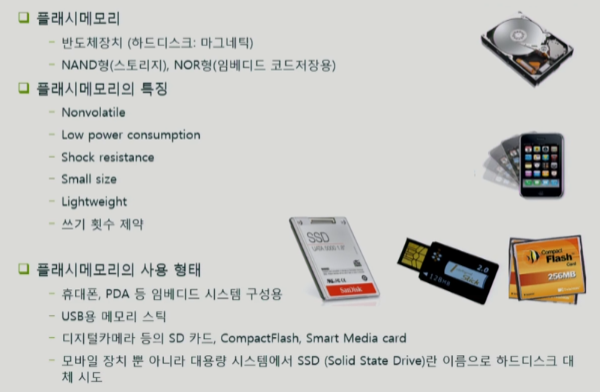 플래시메모리
– 반도체장치 (하드디스크: 마그네틱)
– NAND형(스토리지), NOR형(임베디드 코드저장용)
플래시메모리의 특징
– Nonvolatile
– Low power consumption
– Shock resistance
– Small size
– Lightweight
– 쓰기 횟수 제약
SSD
SanDisk
2.0
128MB
Compact
Flash
Card
256MB
플래시메모리의 사용 형태
– 휴대폰, PDA 등 임베디드 시스템 구성용
– USB용 메모리 스틱
– 디지털카메라 등의 SD 카드, CompactFlash, Smart Media card
– 모바일 장치 뿐 아니라 대용량 시스템에서 SSD (Solid State Drive)란 이름으로 하드디스크 대
체 시도